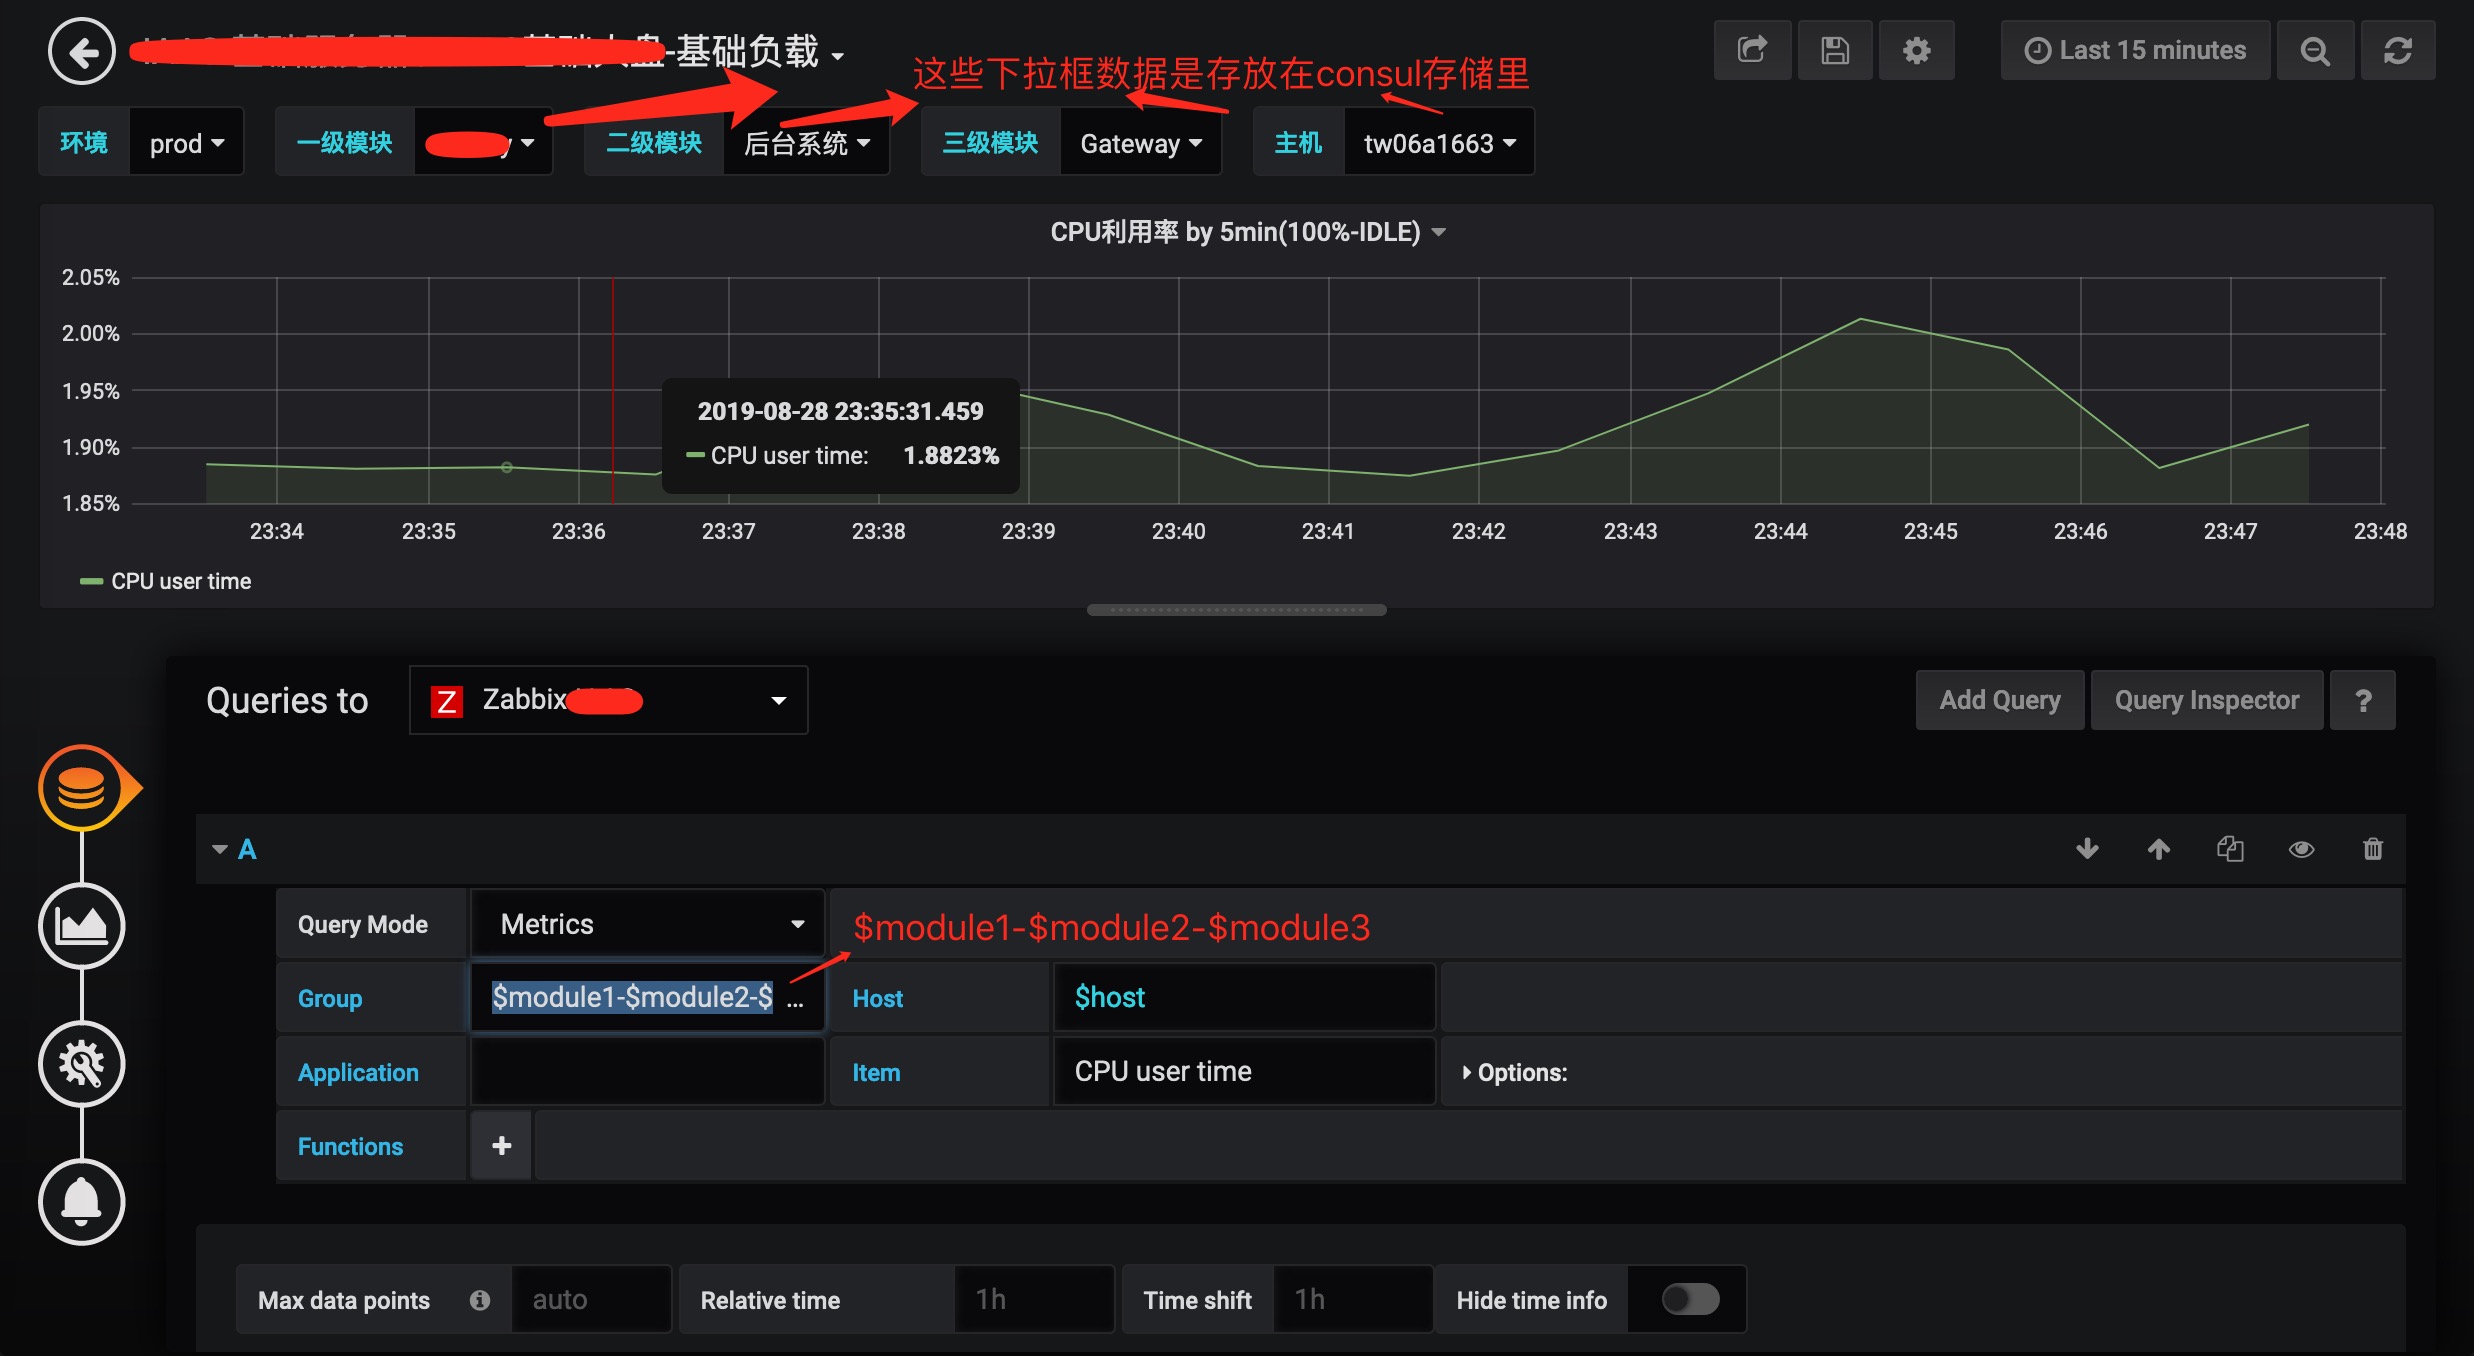 -基础负载
Last 15 minutes
这些下拉框数据是存放在consul存储里
环境 prod 一级模块 二级模块 后台系统 三级模块 Gateway 主机 tw06a1663
CPU利用率 by 5min(100%-IDLE)
2.05%
2.00%
1.95%
1.90%
1.85%
2019-08-28 23:35:31.459
CPU user time: 1.8823%
23:34 23:35 23:36 23:37 23:38 23:39 23:40 23:41 23:42 23:43 23:44 23:45 23:46 23:47 23:48
CPU user time
Queries to Z Zabbix Add Query Query Inspector ?
A
Query Mode Metrics $module1-$module2-$module3
Group $module1-$module2-$ ... Host $host
Application Item CPU user time Options:
Functions +
Max data points auto Relative time 1h Time shift 1h Hide time info